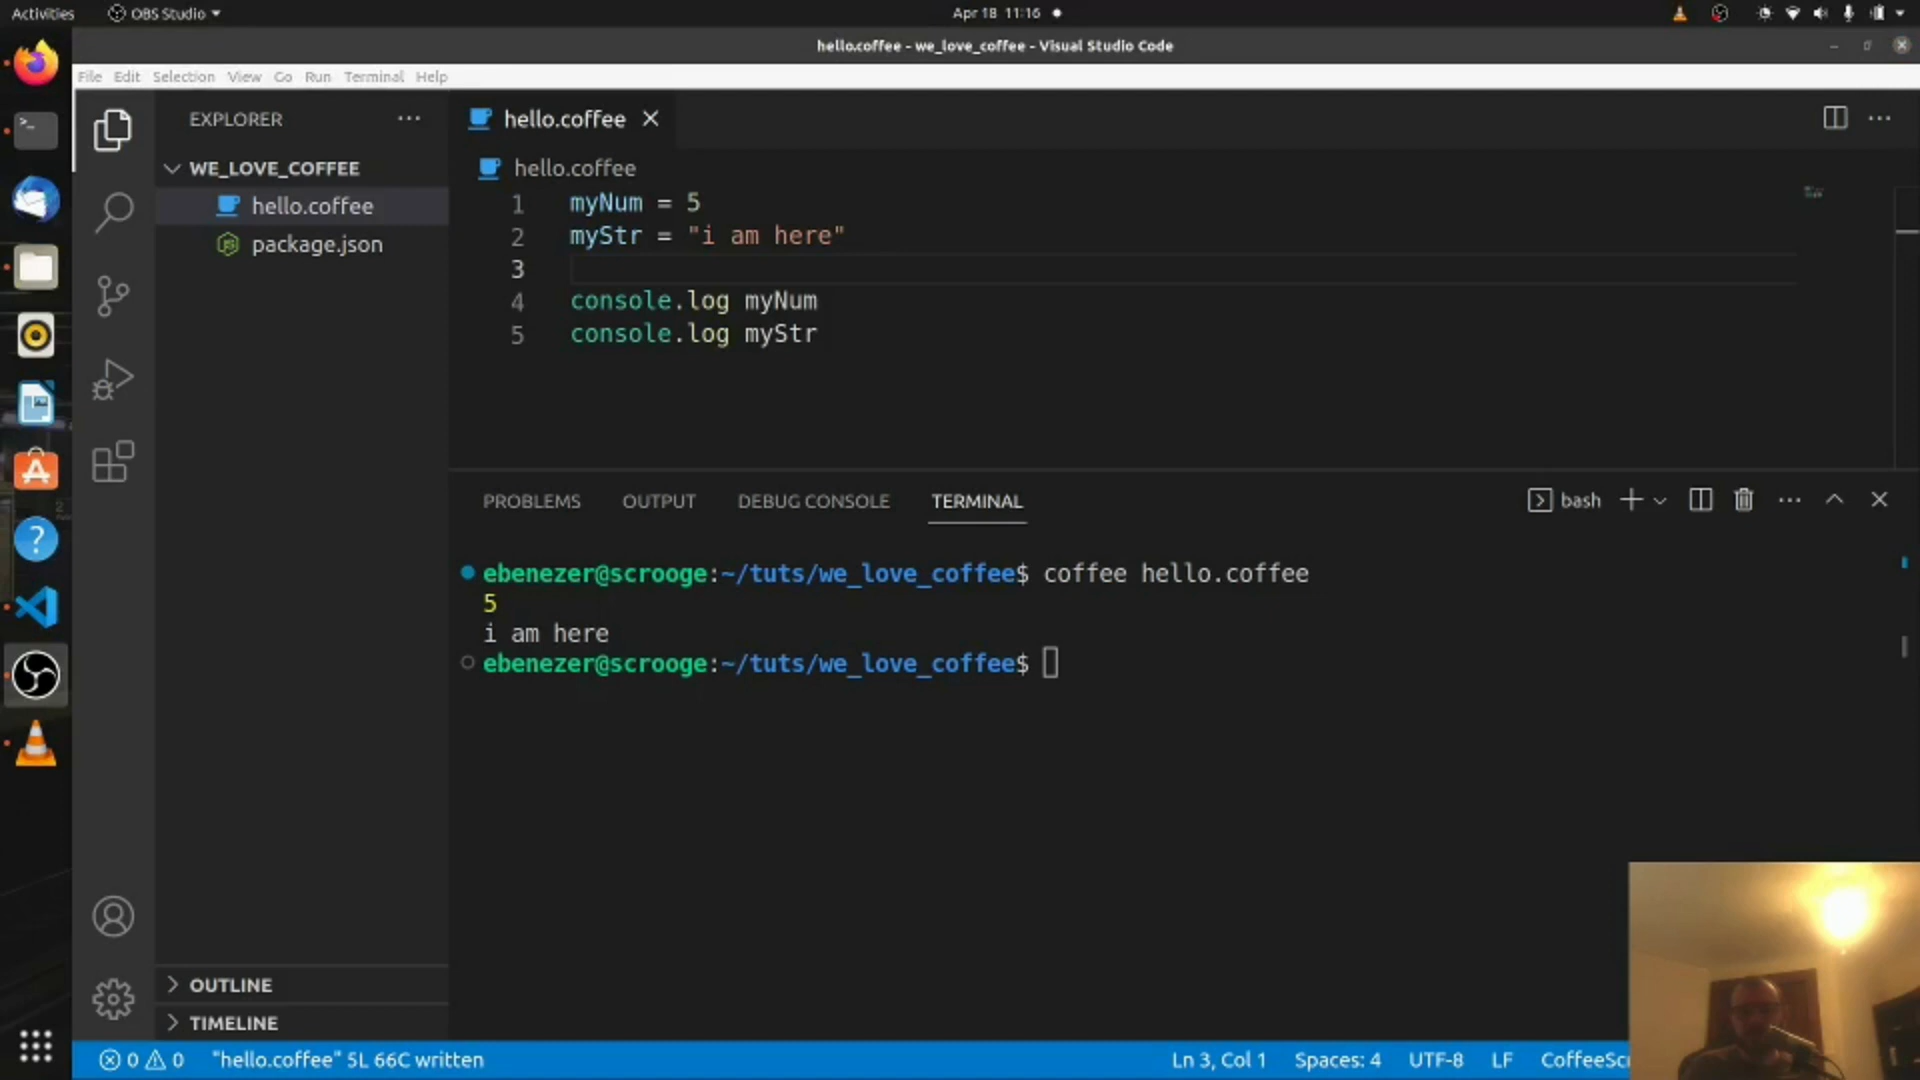 Activities
OBS Studio
Apr 18 11:16
hello.coffee - we_love_coffee - Visual Studio Code
File Edit Selection View Go Run Terminal Help
EXPLORER
WE_LOVE_COFFEE
hello.coffee
package.json
OUTLINE
TIMELINE
hello.coffee
hello.coffee
1 myNum = 5
2 myStr = "i am here"
3
4 console.log myNum
5 console.log myStr
PROBLEMS OUTPUT DEBUG CONSOLE TERMINAL
bash
ebenezer@scrooge:~/tuts/we_love_coffee$ coffee hello.coffee
5
i am here
ebenezer@scrooge:~/tuts/we_love_coffee$
0 0 "hello.coffee" 5L 66C written
Ln 3, Col 1 Spaces: 4 UTF-8 LF CoffeeScr